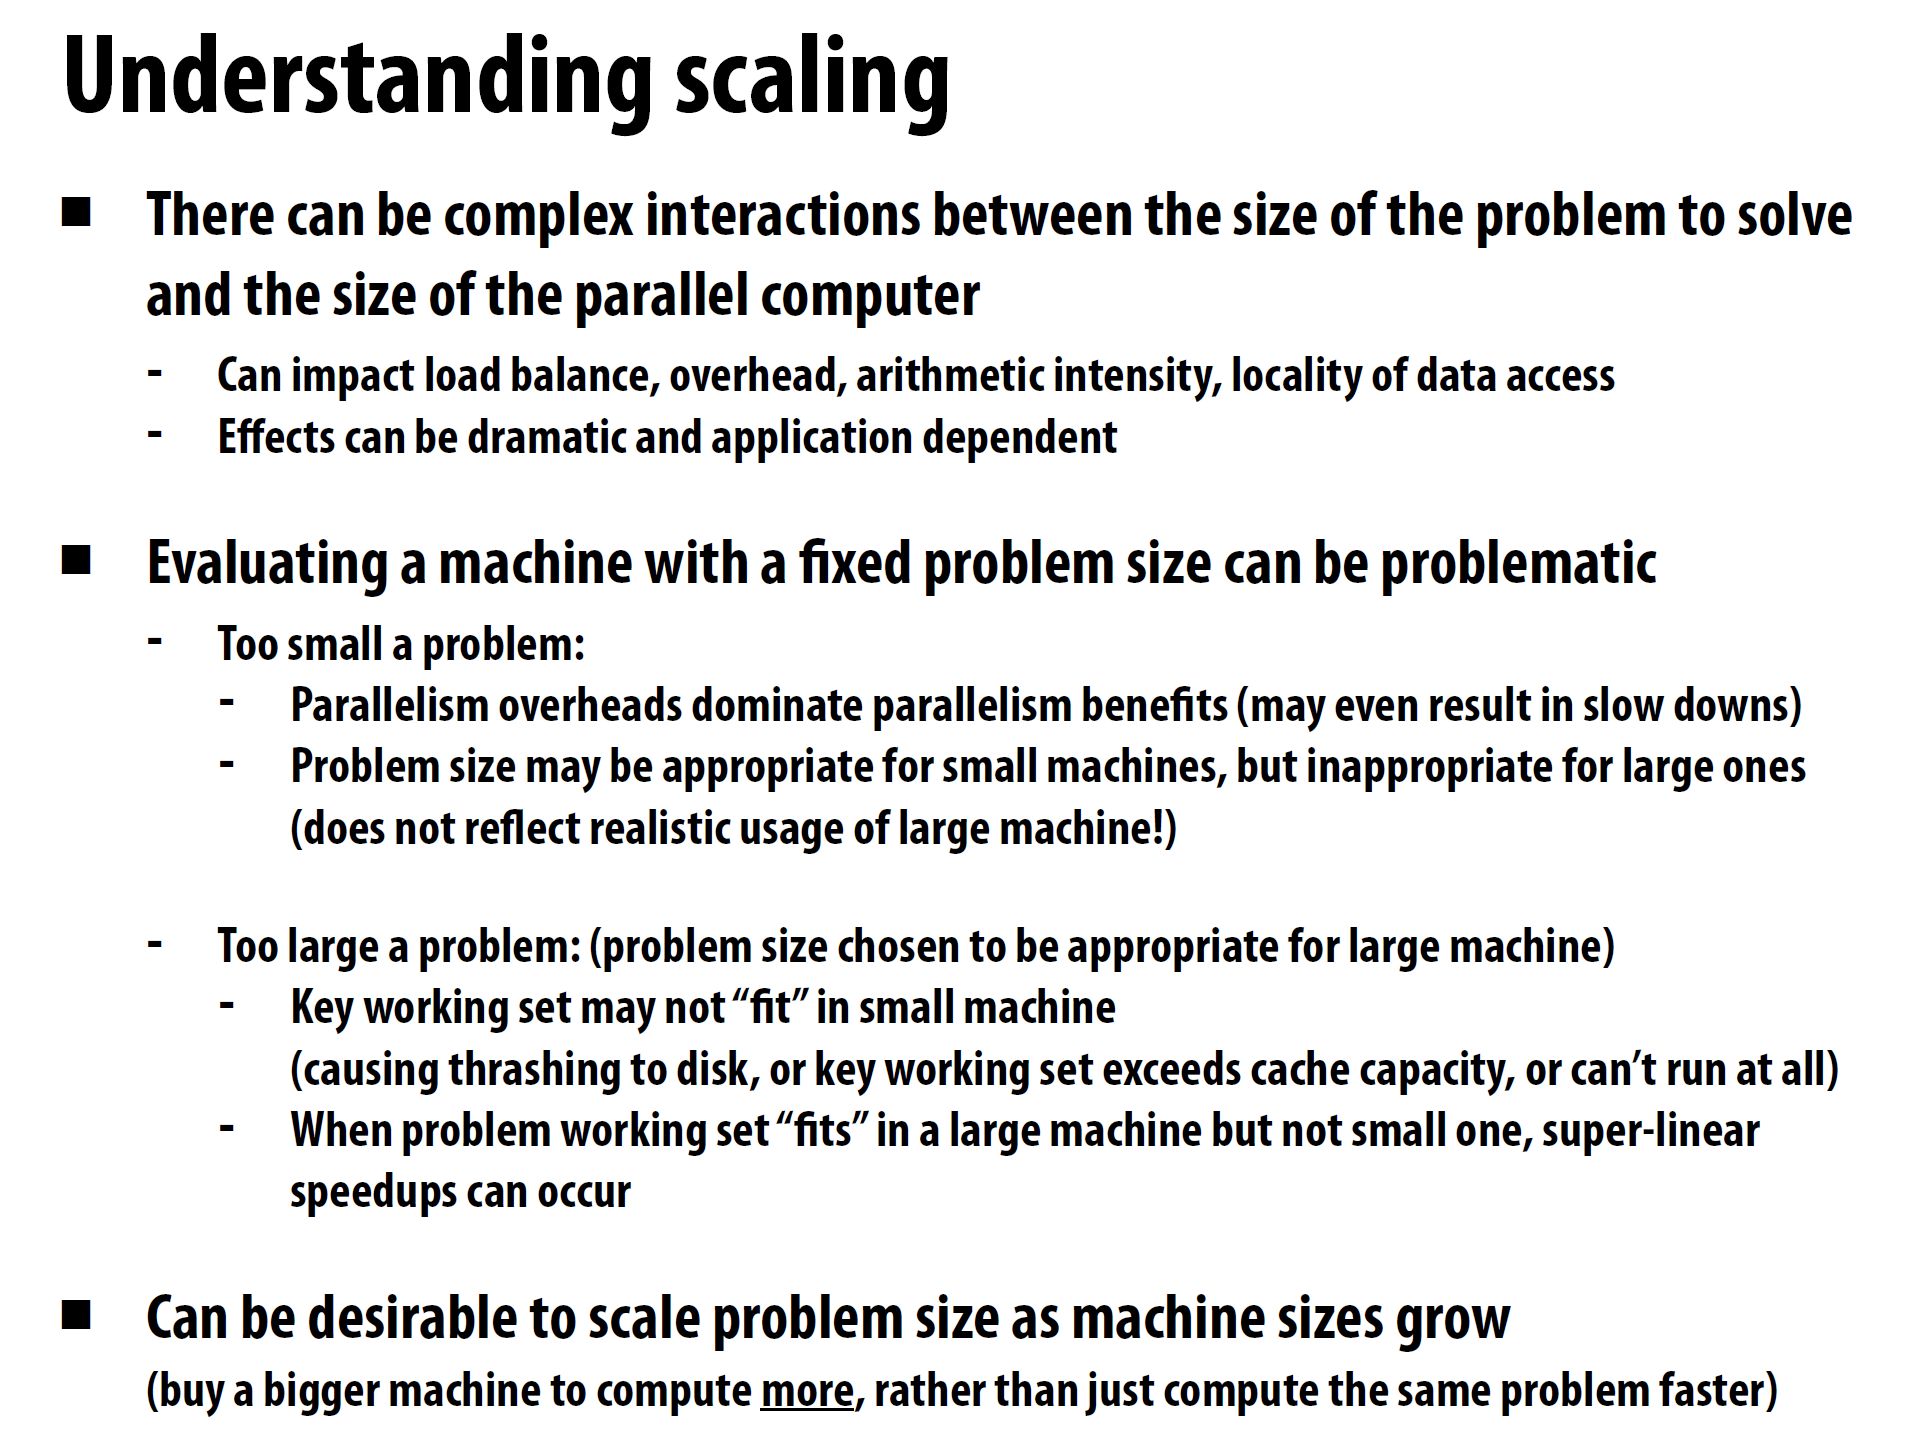 Understanding scaling
■ There can be complex interactions between the size of the problem to solve
and the size of the parallel computer
- Can impact load balance, overhead, arithmetic intensity, locality of data access
- Effects can be dramatic and application dependent
■ Evaluating a machine with a fixed problem size can be problematic
- Too small a problem:
- Parallelism overheads dominate parallelism benefits (may even result in slow downs)
- Problem size may be appropriate for small machines, but inappropriate for large ones
(does not reflect realistic usage of large machine!)
- Too large a problem: (problem size chosen to be appropriate for large machine)
- Key working set may not “fit” in small machine
(causing thrashing to disk, or key working set exceeds cache capacity, or can’t run at all)
- When problem working set “fits” in a large machine but not small one, super-linear
speedups can occur
■ Can be desirable to scale problem size as machine sizes grow
(buy a bigger machine to compute more, rather than just compute the same problem faster)